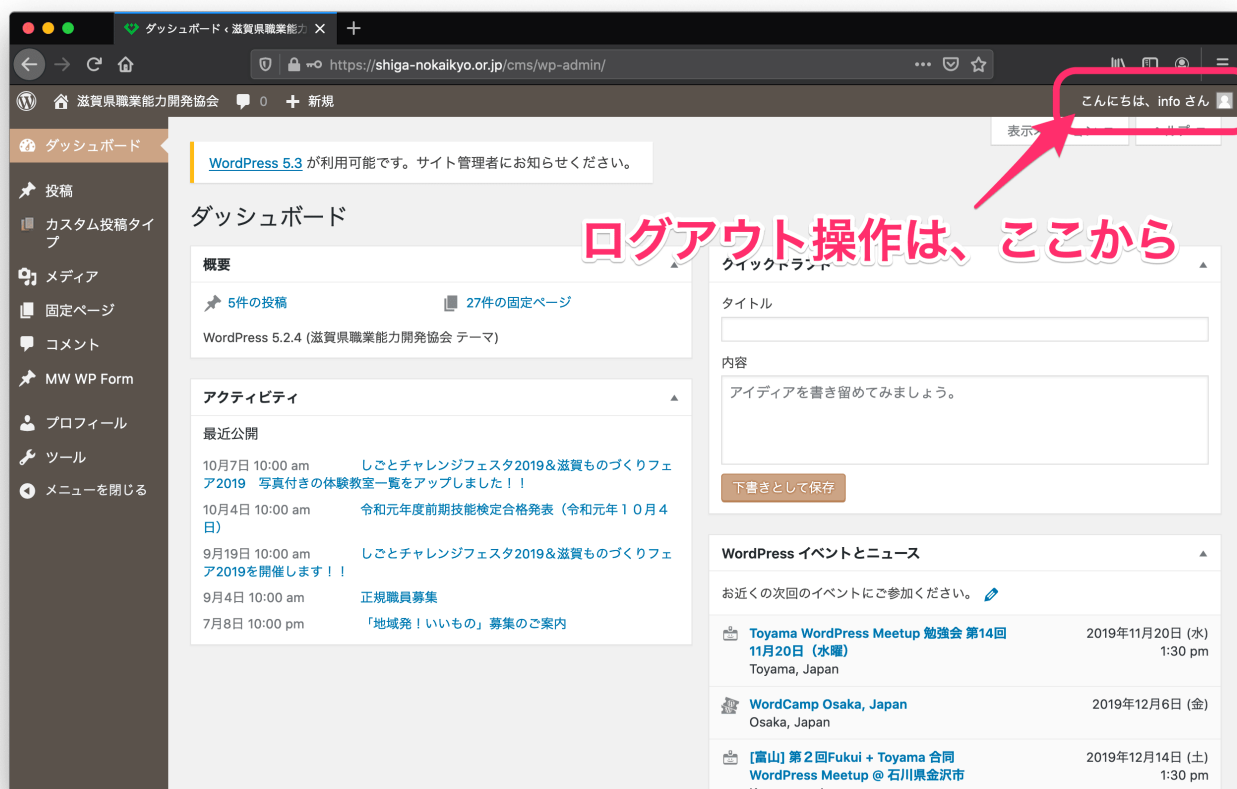 ダッシュボード ‹ 滋賀県職業能力
https://shiga-nokaikyo.or.jp/cms/wp-admin/
滋賀県職業能力開発協会 0 新規
こんにちは、info さん
ダッシュボード
投稿
カスタム投稿タイ
プ
メディア
固定ページ
コメント
MW WP Form
プロフィール
ツール
メニューを閉じる
WordPress 5.3 が利用可能です。サイト管理者にお知らせください。
ダッシュボード
ログアウト操作は、ここから
概要
5件の投稿
27件の固定ページ
WordPress 5.2.4 (滋賀県職業能力開発協会 テーマ)
アクティビティ
最近公開
10月7日 10:00 am しごとチャレンジフェスタ2019＆滋賀ものづくりフェ
ア2019　写真付きの体験教室一覧をアップしました！！
10月4日 10:00 am 令和元年度前期技能検定合格発表（令和元年１０月４
日）
9月19日 10:00 am しごとチャレンジフェスタ2019&滋賀ものづくりフェ
ア2019を開催します！！
9月4日 10:00 am 正規職員募集
7月8日 10:00 pm 「地域発！いいもの」募集のご案内
クイックドラフト
タイトル
内容
アイディアを書き留めてみましょう。
下書きとして保存
WordPress イベントとニュース
お近くの次回のイベントにご参加ください。
Toyama WordPress Meetup 勉強会 第14回
11月20日（水曜）
Toyama, Japan
2019年11月20日 (水)
1:30 pm
WordCamp Osaka, Japan
Osaka, Japan
2019年12月6日 (金)
[富山] 第２回Fukui + Toyama 合同
WordPress Meetup @ 石川県金沢市
2019年12月14日 (土)
1:30 pm